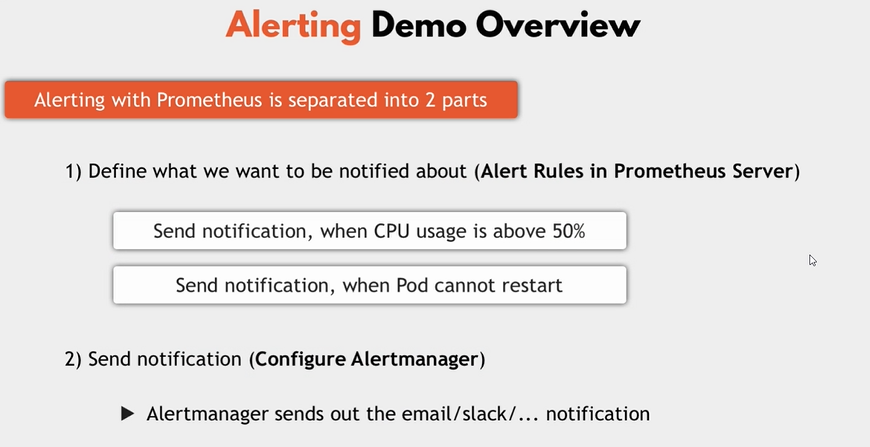 Alerting Demo Overview
Alerting with Prometheus is separated into 2 parts
1) Define what we want to be notified about (Alert Rules in Prometheus Server)
Send notification, when CPU usage is above 50%
Send notification, when Pod cannot restart
2) Send notification (Configure Alertmanager)
▶ Alertmanager sends out the email/slack/... notification